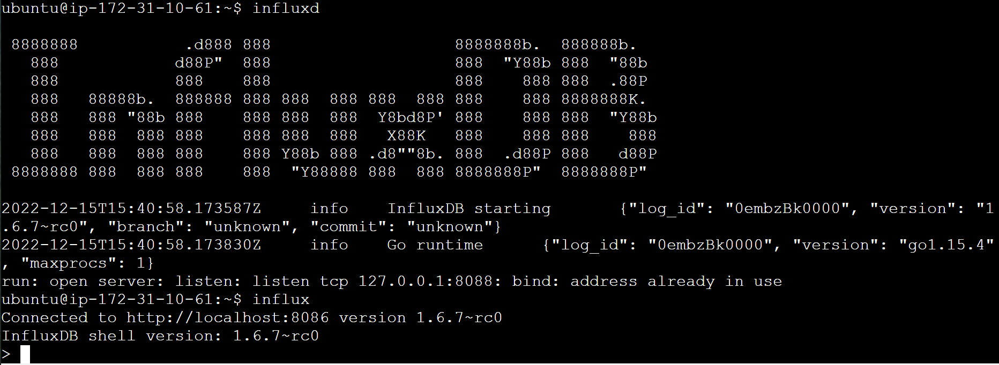 ubuntu@ip-172-31-10-61:~$ influxd

 8888888           .d888 888                   8888888b.  888888b.
   888            d88P"  888                   888  "Y88b 888  "88b
   888            888    888                   888    888 888  .88P
   888   88888b.  888888 888 888  888 888  888 888    888 8888888K.
   888   888 "88b 888    888 888  888  Y8bd8P' 888    888 888  "Y88b
   888   888  888 888    888 888  888   X88K   888    888 888    888
   888   888  888 888    888 Y88b 888 .d8""8b. 888  .d88P 888   d88P
 8888888 888  888 888    888  "Y88888 888  888 8888888P"  8888888P"

2022-12-15T15:40:58.173587Z     info    InfluxDB starting       {"log_id": "0embzBk0000", "version": "1
.6.7~rc0", "branch": "unknown", "commit": "unknown"}
2022-12-15T15:40:58.173830Z     info    Go runtime      {"log_id": "0embzBk0000", "version": "go1.15.4"
, "maxprocs": 1}
run: open server: listen: listen tcp 127.0.0.1:8088: bind: address already in use
ubuntu@ip-172-31-10-61:~$ influx
Connected to http://localhost:8086 version 1.6.7~rc0
InfluxDB shell version: 1.6.7~rc0
>